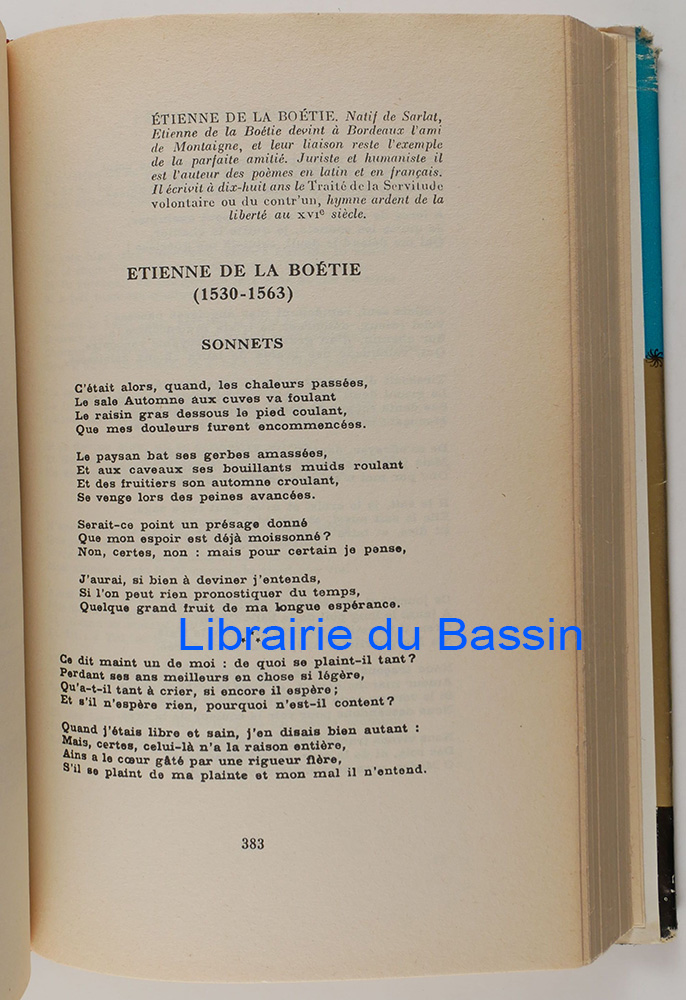 ÉTIENNE DE LA BOÉTIE. Natif de Sarlat,
Etienne de la Boétie devint à Bordeaux l'ami
de Montaigne, et leur liaison reste l'exemple
de la parfaite amitié. Juriste et humaniste il
est l'auteur des poèmes en latin et en français.
Il écrivit à dix-huit ans le Traité de la Servitude
volontaire ou du contr'un, hymne ardent de la
liberté au XVIe siècle.
ETIENNE DE LA BOÉTIE
(1530-1563)
SONNETS
C'était alors, quand, les chaleurs passées,
Le sale Automne aux cuves va foulant
Le raisin gras dessous le pied coulant,
Que mes douleurs furent encommencées.
Le paysan bat ses gerbes amassées,
Et aux caveaux ses bouillants muids roulant
Et des fruitiers son automne croulant,
Se venge lors des peines avancées.
Serait-ce point un présage donné
Que mon espoir est déjà moissonné?
Non, certes, non : mais pour certain je pense,
J'aurai, si bien à deviner j'entends,
Si l'on peut rien pronostiquer du temps,
Quelque grand fruit de ma longue espérance.
Librairie du Bassin
Ce dit maint un de moi : de quoi se plaint-il tant?
Perdant ses ans meilleurs en chose si légère,
Qu'a-t-il tant à crier, si encore il espère;
Et s'il n'espère rien, pourquoi n'est-il content?
Quand j'étais libre et sain, j'en disais bien autant :
Mais, certes, celui-là n'a la raison entière,
Ains a le cœur gâté par une rigueur fière,
S'il se plaint de ma plainte et mon mal il n'entend.
383